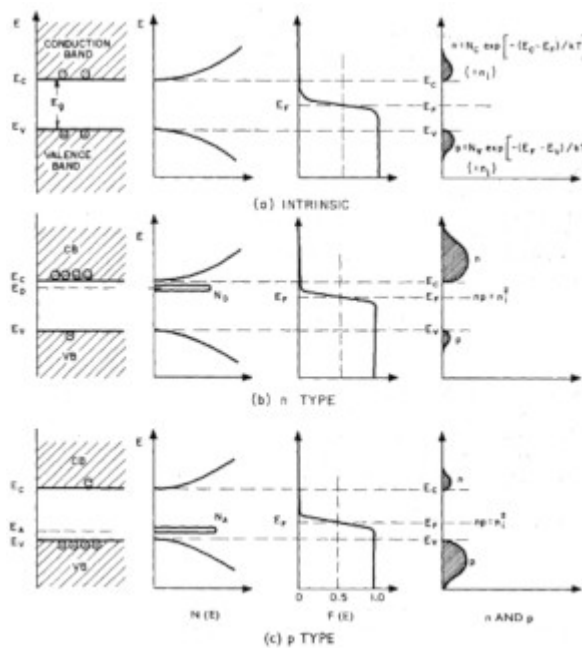 E E
CONDUCTION
BAND
n=N_C exp[-(E_C-E_F)/kT]
(=n_i)
E_C E_C
E_g E_F E_F
E_V E_V
VALENCE
BAND
p=N_V exp[-(E_F-E_V)/kT]
(=n_i)
(a) INTRINSIC
E
CB
n
E_C E_C
E_D N_D E_F E_F np=n_i^2
E_V E_V
VB p
(b) n TYPE
E
CB n
E_C E_C
N_A
E_A E_F E_F np=n_i^2
E_V E_V
VB p
0 0.5 1.0
N(E) F(E) n AND p
(c) p TYPE